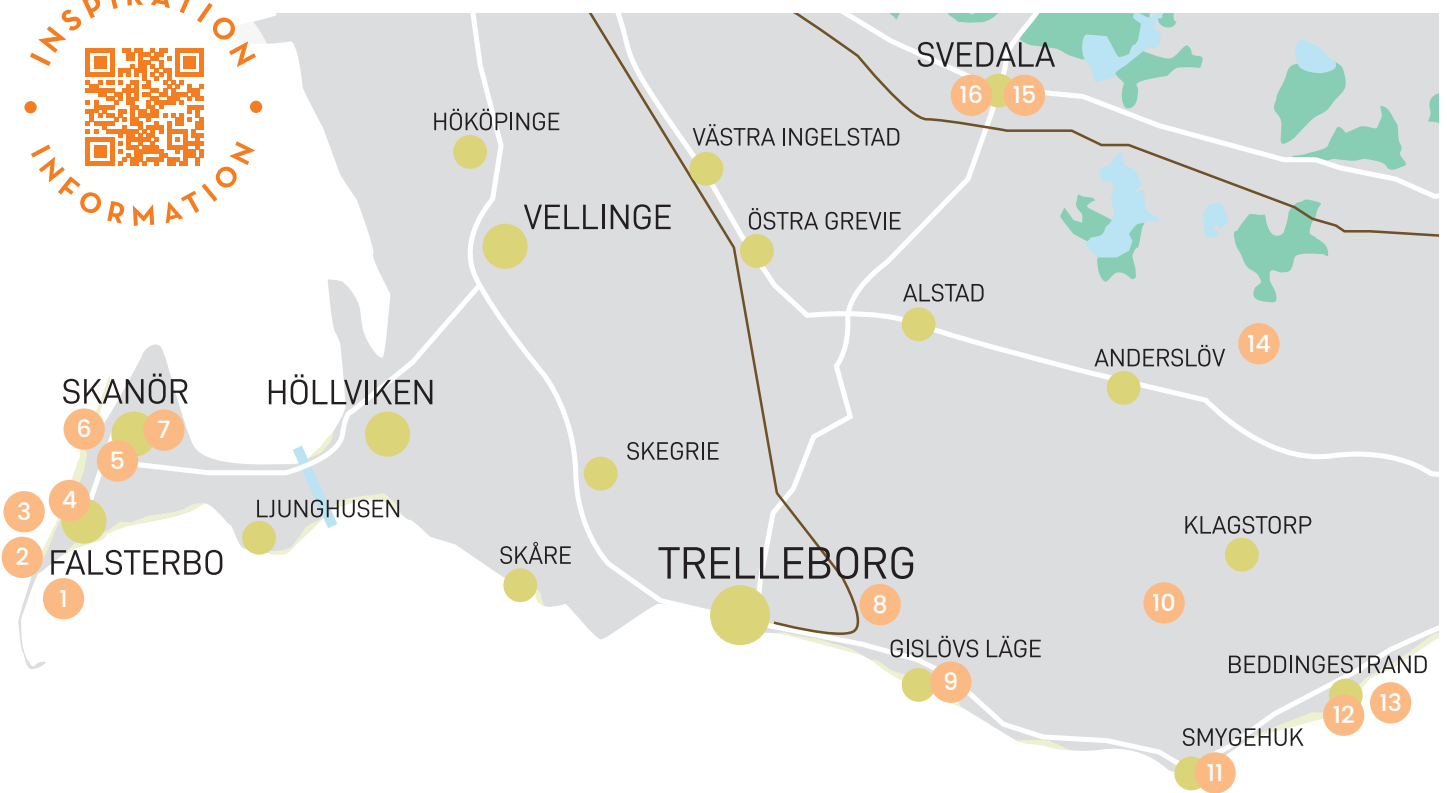 INSPIRATION
INFORMATION
SVEDALA
16
15
HÖKÖPINGE
VÄSTRA INGELSTAD
VELLINGE
ÖSTRA GREVIE
ALSTAD
14
ANDERSLÖV
SKANÖR
HÖLLVIKEN
6
7
5
SKEGRIE
4
3
LJUNGHUSEN
KLAGSTORP
2
FALSTERBO
SKÅRE
TRELLEBORG
1
8
10
GISLÖVS LÄGE
9
BEDDINGESTRAND
13
12
SMYGEHUK
11